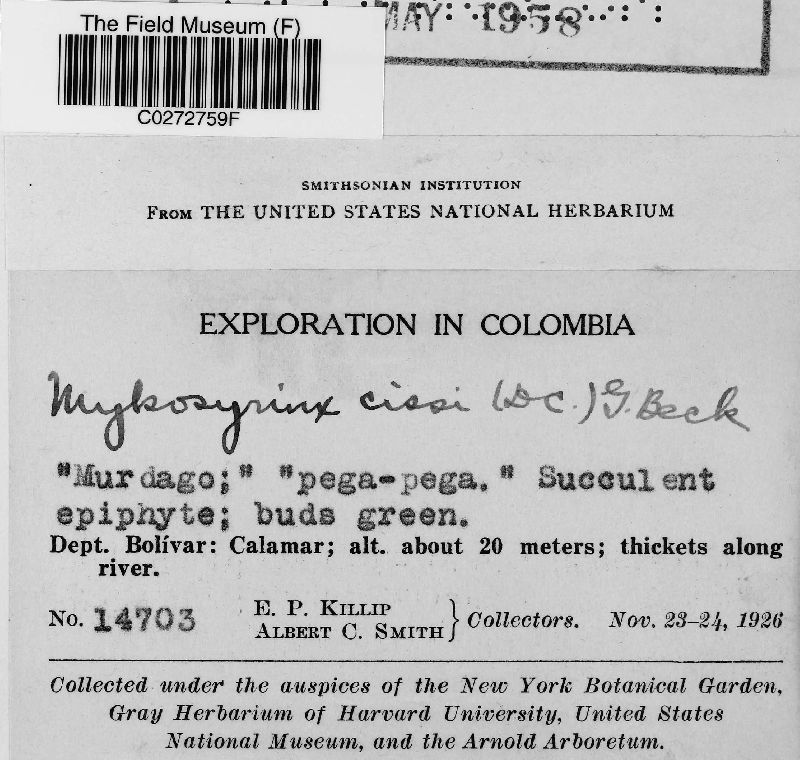 The Field Museum (F)
C0272759F
MAY 1958
SMITHSONIAN INSTITUTION
FROM THE UNITED STATES NATIONAL HERBARIUM
EXPLORATION IN COLOMBIA
Mykosyrinx cissi (DC.) G. Beck
"Murdago;" "pega-pega." Succulent
epiphyte; buds green.
Dept. Bolívar: Calamar; alt. about 20 meters; thickets along
river.
No. 14703 E. P. KILLIP
ALBERT C. SMITH } Collectors. Nov. 23–24, 1926
Collected under the auspices of the New York Botanical Garden,
Gray Herbarium of Harvard University, United States
National Museum, and the Arnold Arboretum.